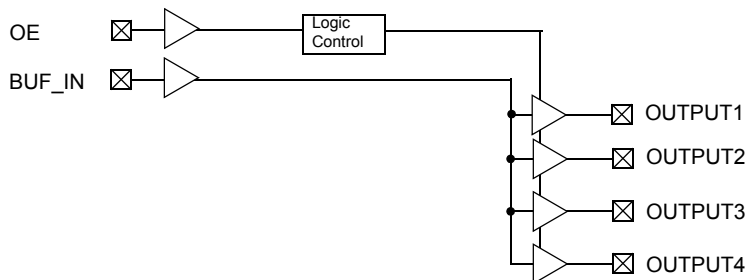 OE
Logic
Control
BUF_IN
OUTPUT1
OUTPUT2
OUTPUT3
OUTPUT4